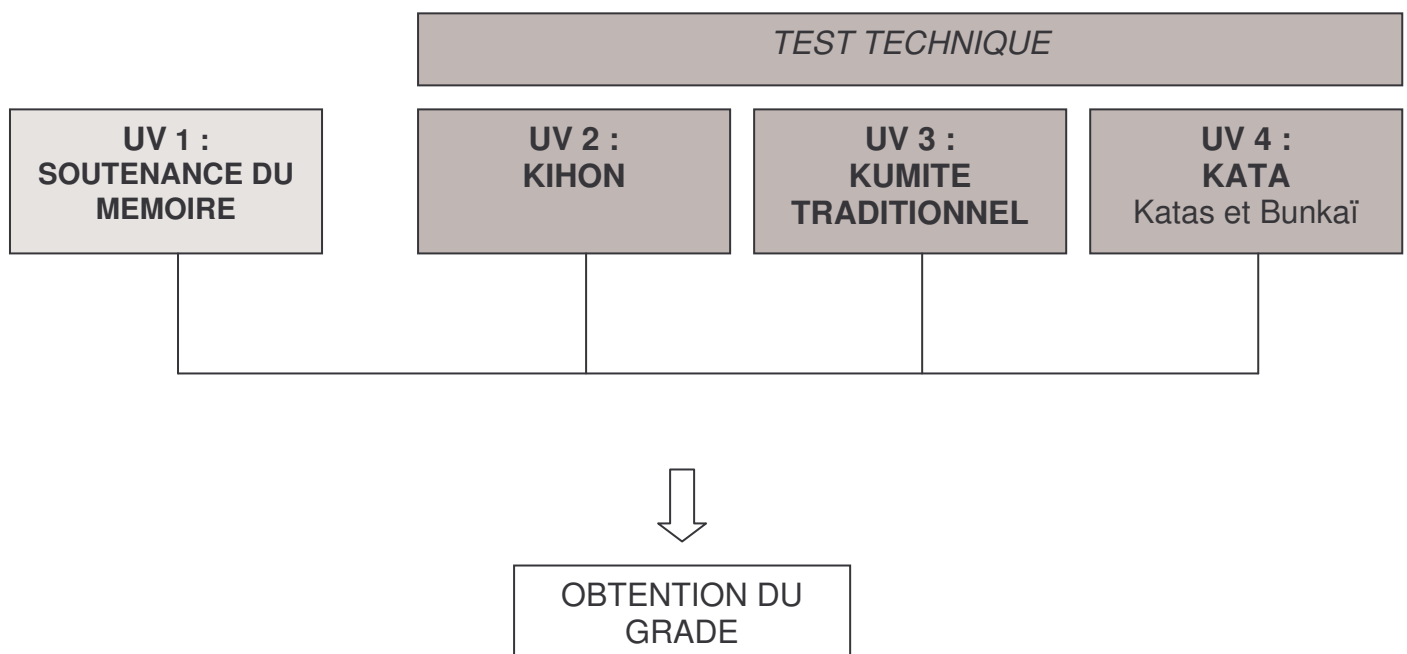 TEST TECHNIQUE
UV 1 :
SOUTENANCE DU
MEMOIRE
UV 2 :
KIHON
UV 3 :
KUMITE
TRADITIONNEL
UV 4 :
KATA
Katas et Bunkaï
OBTENTION DU
GRADE